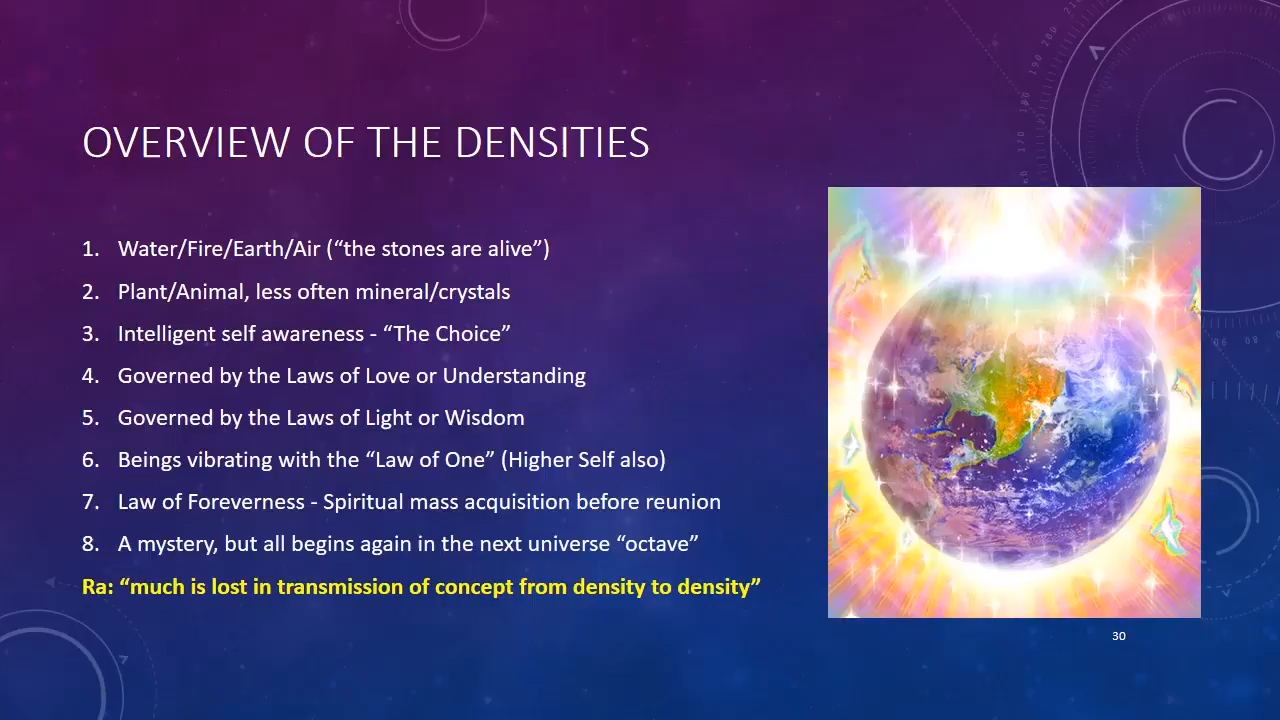 OVERVIEW OF THE DENSITIES
1. Water/Fire/Earth/Air (“the stones are alive”)
2. Plant/Animal, less often mineral/crystals
3. Intelligent self awareness - “The Choice”
4. Governed by the Laws of Love or Understanding
5. Governed by the Laws of Light or Wisdom
6. Beings vibrating with the “Law of One” (Higher Self also)
7. Law of Foreverness - Spiritual mass acquisition before reunion
8. A mystery, but all begins again in the next universe “octave”
Ra: “much is lost in transmission of concept from density to density”
30